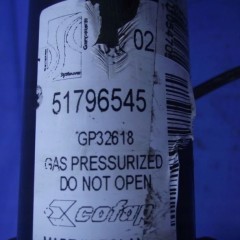 02
51796545
GP32618
GAS PRESSURIZED
DO NOT OPEN
cofap